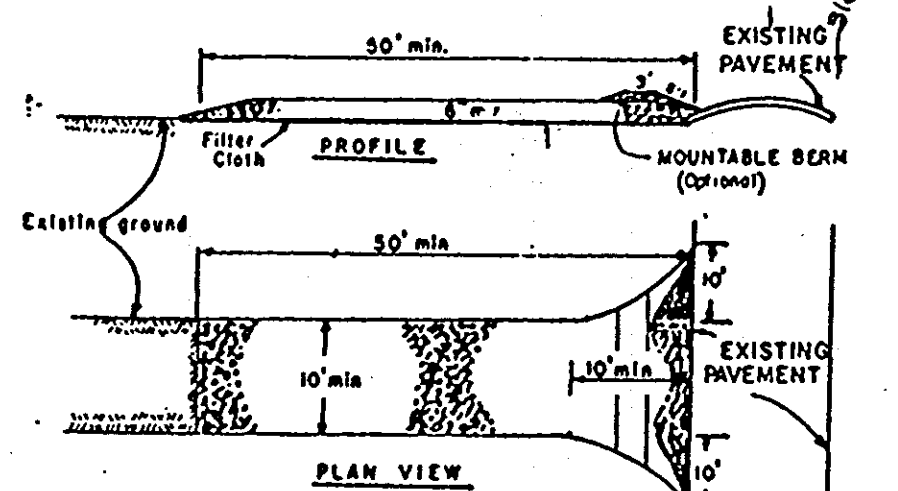 50' min.
EXISTING
PAVEMENT
3'
Filter
Cloth
PROFILE
MOUNTABLE BERM
(Optional)
Existing ground
50' min
10'
10' min
10' min
EXISTING
PAVEMENT
10'
PLAN VIEW